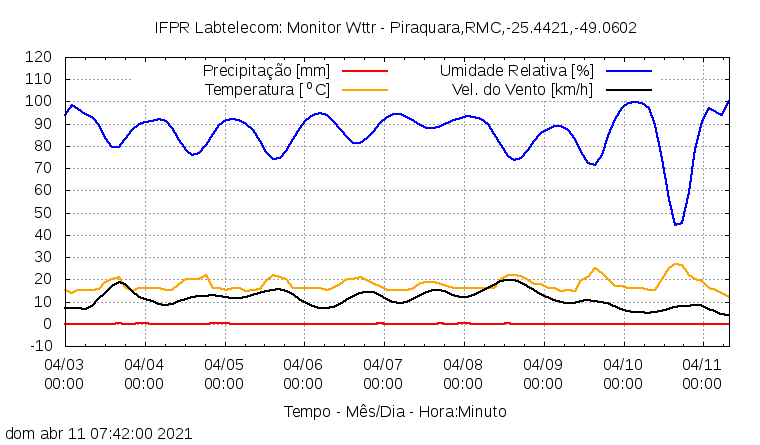 IFPR Labtelecom: Monitor Wttr - Piraquara,RMC,-25.4421,-49.0602
120
110
100
90
80
70
60
50
40
30
20
10
0
-10
Precipitação [mm]
Umidade Relativa [%]
Temperatura [ ⁰C]
Vel. do Vento [km/h]
04/03 04/04 04/05 04/06 04/07 04/08 04/09 04/10 04/11
00:00 00:00 00:00 00:00 00:00 00:00 00:00 00:00 00:00
Tempo - Mês/Dia - Hora:Minuto
dom abr 11 07:42:00 2021